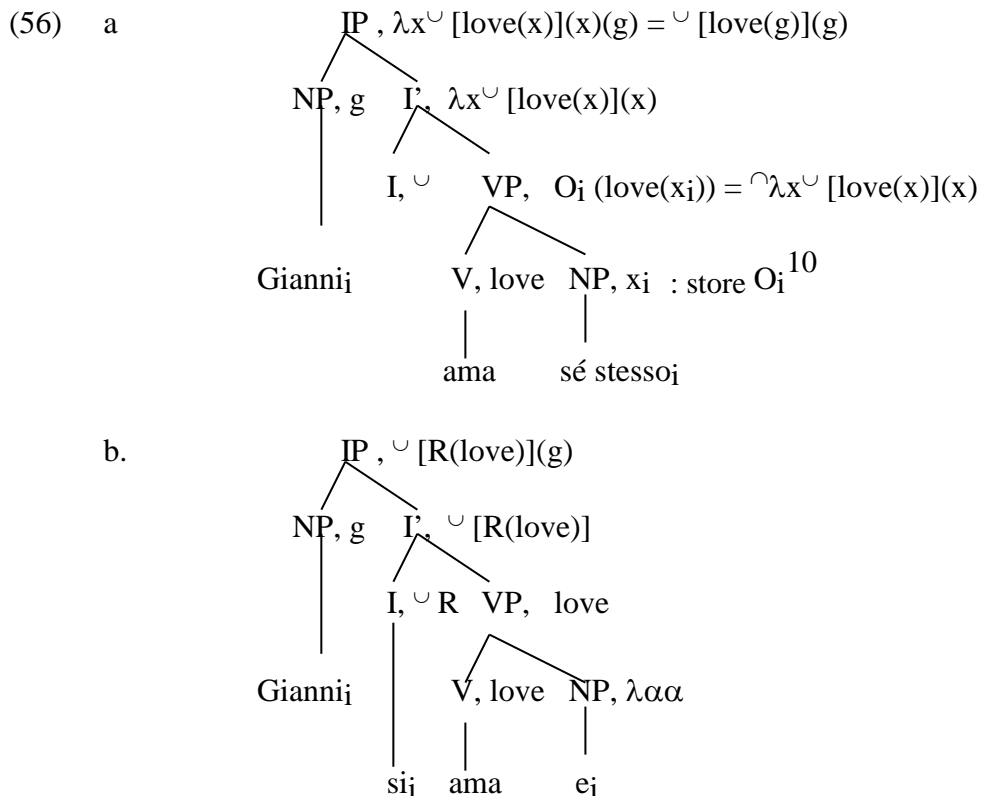 (56) a IP , λx∪ [love(x)](x)(g) = ∪ [love(g)](g)
NP, g I', λx∪ [love(x)](x)
I, ∪ VP, Oi (love(xi)) = ∩λx∪ [love(x)](x)
Giannii V, love NP, xi : store Oi10
ama sé stessoi
b. IP , ∪ [R(love)](g)
NP, g I', ∪ [R(love)]
I, ∪ R VP, love
Giannii V, love NP, λαα
sii ama ei